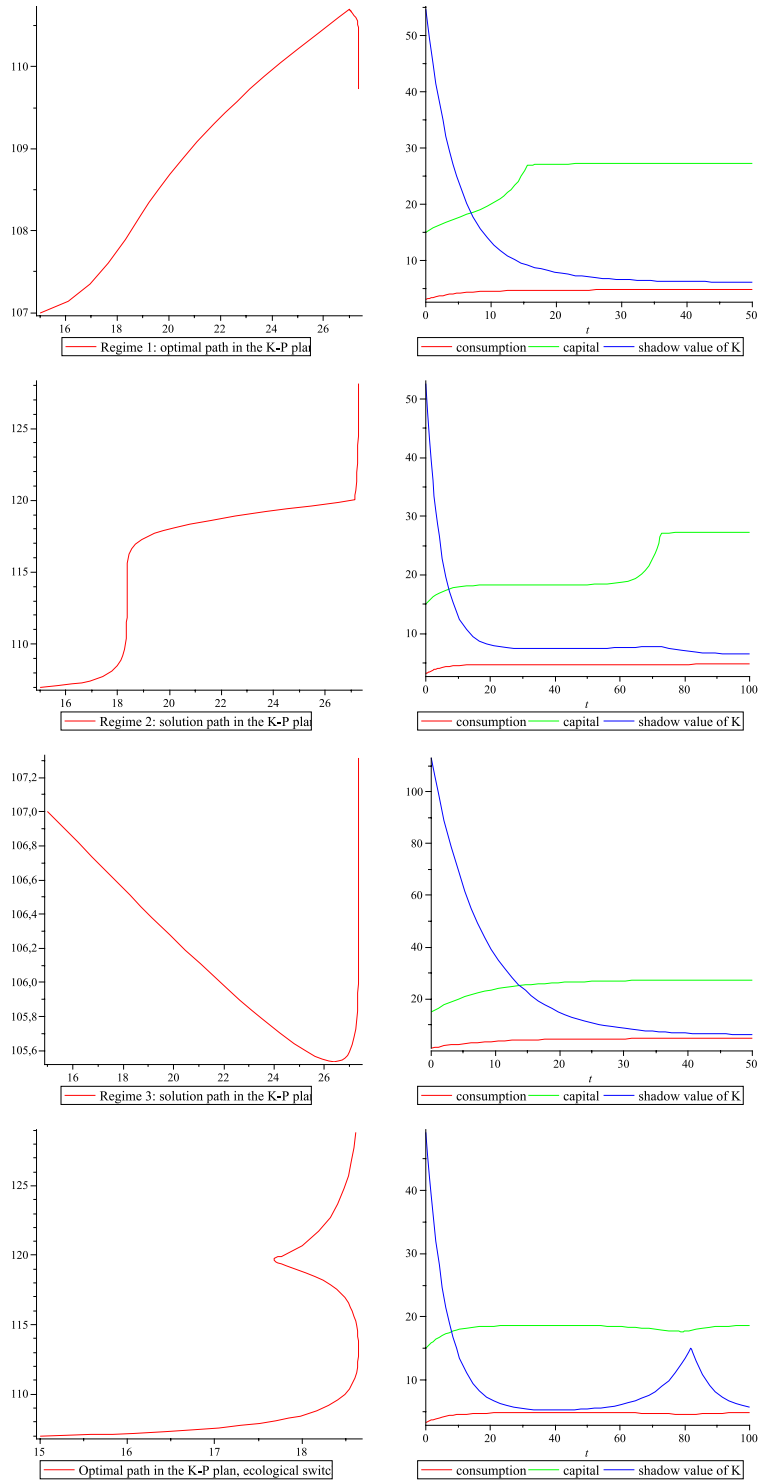 110
109
108
107
16 18 20 22 24 26
Regime 1: optimal path in the K-P plan
50
40
30
20
10
0 10 20 30 40 50
t
consumption capital shadow value of K
125
120
115
110
16 18 20 22 24 26
Regime 2: solution path in the K-P plan
50
40
30
20
10
0 20 40 60 80 100
t
consumption capital shadow value of K
107,2
107,0
106,8
106,6
106,4
106,2
106,0
105,8
105,6
16 18 20 22 24 26
Regime 3: solution path in the K-P plan
100
80
60
40
20
0 10 20 30 40 50
t
consumption capital shadow value of K
125
120
115
110
15 16 17 18
Optimal path in the K-P plan, ecological switc
40
30
20
10
0 20 40 60 80 100
t
consumption capital shadow value of K